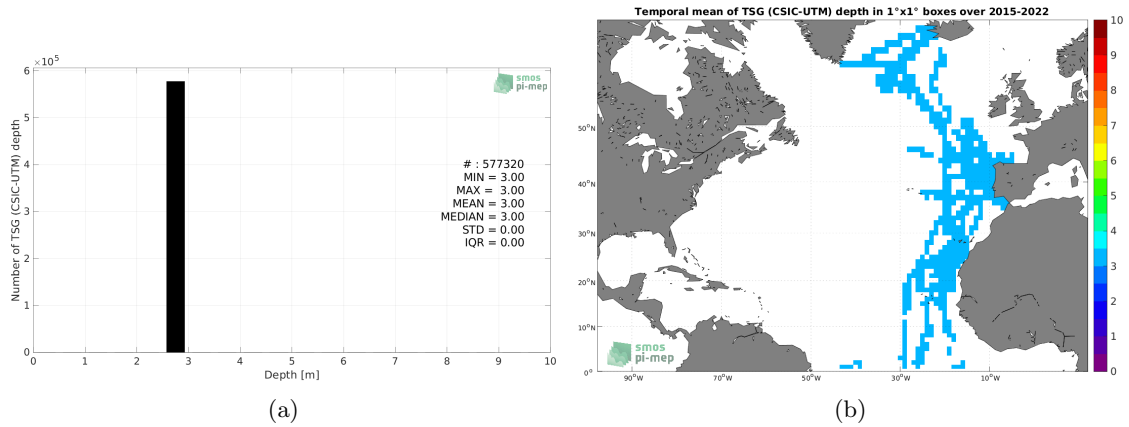 ×10⁵
6
5
4
3
2
1
0
Number of TSG (CSIC-UTM) depth
0 1 2 3 4 5 6 7 8 9 10
Depth [m]
smos
pi-mep
# : 577320
MIN = 3.00
MAX = 3.00
MEAN = 3.00
MEDIAN = 3.00
STD = 0.00
IQR = 0.00
(a)
Temporal mean of TSG (CSIC-UTM) depth in 1°x1° boxes over 2015-2022
50°N
40°N
30°N
20°N
10°N
0°
90°W 70°W 50°W 30°W 10°W
smos
pi-mep
10
9
8
7
6
5
4
3
2
1
0
(b)